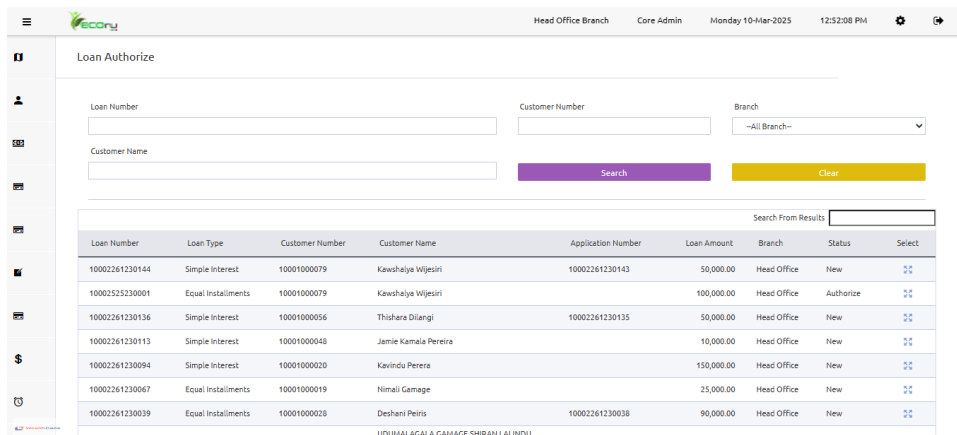 ECONY Head Office Branch Core Admin Monday 10-Mar-2025 12:52:08 PM
Loan Authorize
Loan Number Customer Number Branch
--All Branch--
Customer Name
Search Clear
Search From Results
Loan Number Loan Type Customer Number Customer Name Application Number Loan Amount Branch Status Select
10002261230144 Simple Interest 10001000079 Kawshalya Wijesiri 10002261230143 50,000.00 Head Office New
10002525230001 Equal Installments 10001000079 Kawshalya Wijesiri 100,000.00 Head Office Authorize
10002261230136 Simple Interest 10001000056 Thishara Dilangi 10002261230135 50,000.00 Head Office New
10002261230113 Simple Interest 10001000048 Jamie Kamala Pereira 10,000.00 Head Office New
10002261230094 Simple Interest 10001000020 Kavindu Perera 150,000.00 Head Office New
10002261230067 Equal Installments 10001000019 Nimali Gamage 25,000.00 Head Office New
10002261230039 Equal Installments 10001000028 Deshani Peiris 10002261230038 90,000.00 Head Office New
UDUMALAGALA GAMAGE SHIRAN LALINDU